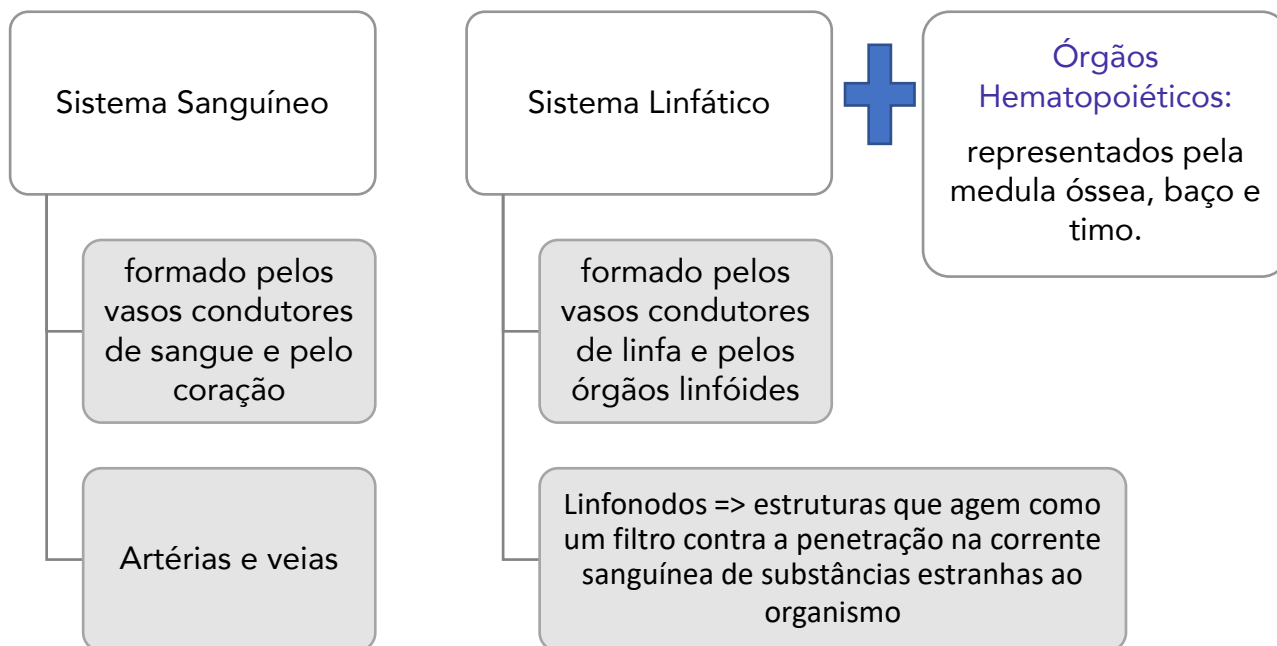 Sistema Sanguíneo
formado pelos
vasos condutores
de sangue e pelo
coração
Artérias e veias
Sistema Linfático
formado pelos
vasos condutores
de linfa e pelos
órgãos linfóides
Linfonodos => estruturas que agem como
um filtro contra a penetração na corrente
sanguínea de substâncias estranhas ao
organismo
Órgãos
Hematopoiéticos:
representados pela
medula óssea, baço e
timo.